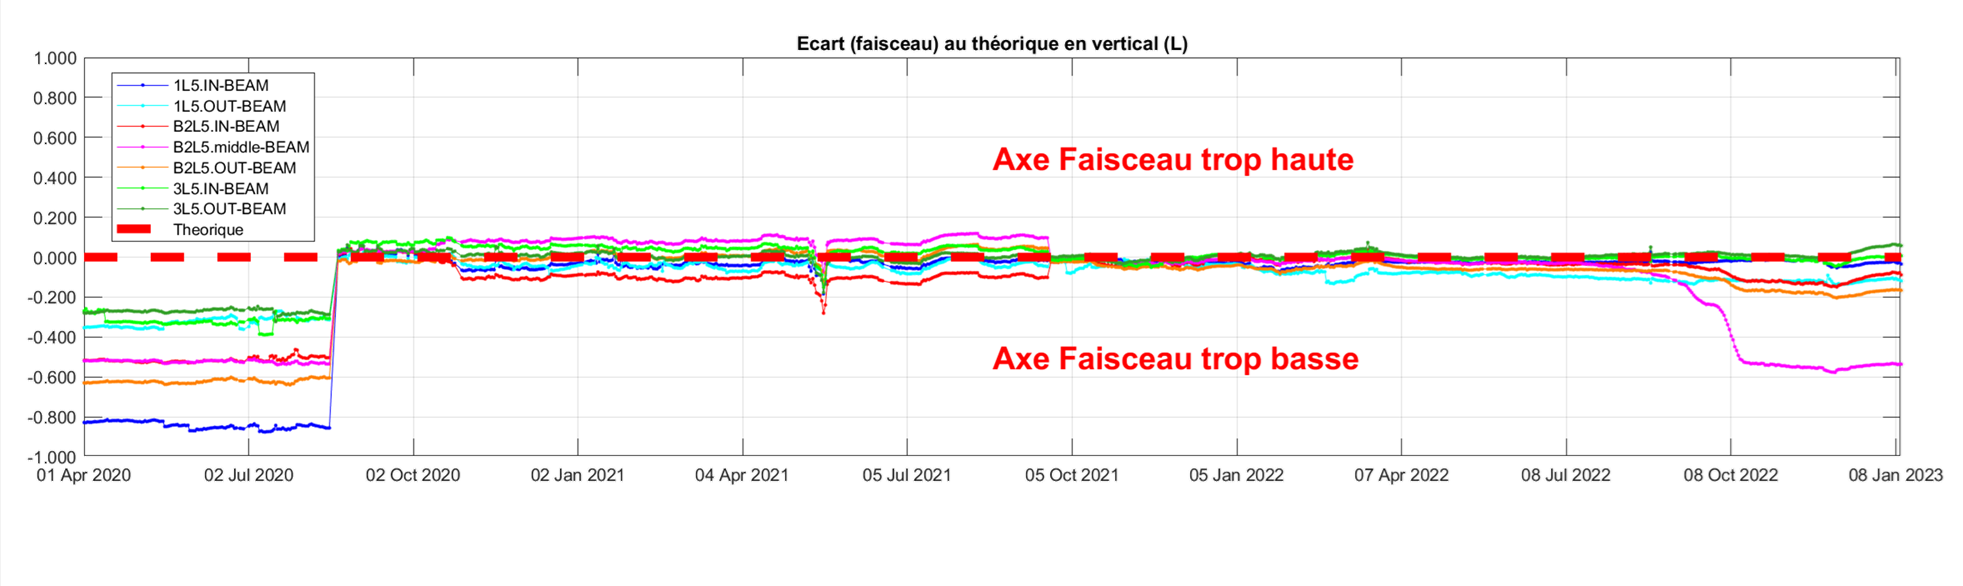 Ecart (faisceau) au théorique en vertical (L)
1.000
0.800
0.600
0.400
0.200
0.000
-0.200
-0.400
-0.600
-0.800
-1.000
1L5.IN-BEAM
1L5.OUT-BEAM
B2L5.IN-BEAM
B2L5.middle-BEAM
B2L5.OUT-BEAM
3L5.IN-BEAM
3L5.OUT-BEAM
Theorique
Axe Faisceau trop haute
Axe Faisceau trop basse
01 Apr 2020 02 Jul 2020 02 Oct 2020 02 Jan 2021 04 Apr 2021 05 Jul 2021 05 Oct 2021 05 Jan 2022 07 Apr 2022 08 Jul 2022 08 Oct 2022 08 Jan 2023